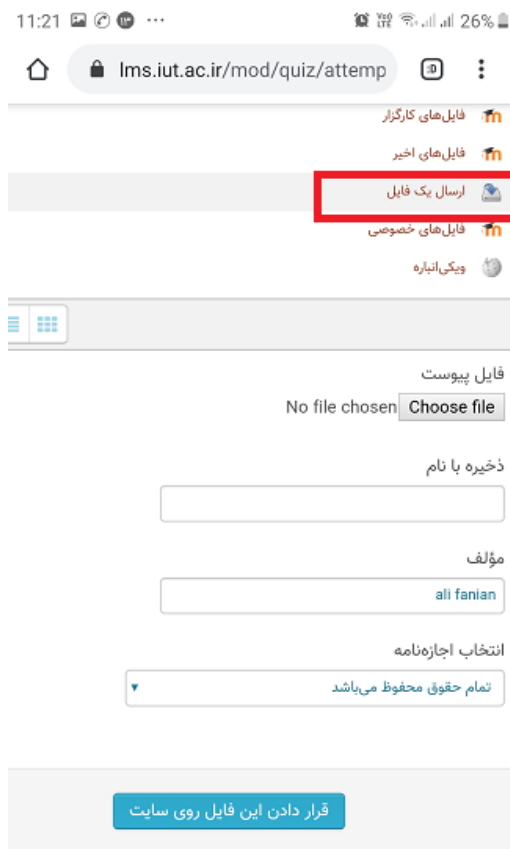 11:21 ... 26%
lms.iut.ac.ir/mod/quiz/attemp :D
فایل‌های کارگزار
فایل‌های اخیر
ارسال یک فایل
فایل‌های خصوصی
ویکی‌انباره
فایل پیوست
No file chosen Choose file
ذخیره با نام
مؤلف
ali fanian
انتخاب اجازه‌نامه
تمام حقوق محفوظ می‌باشد
قرار دادن این فایل روی سایت